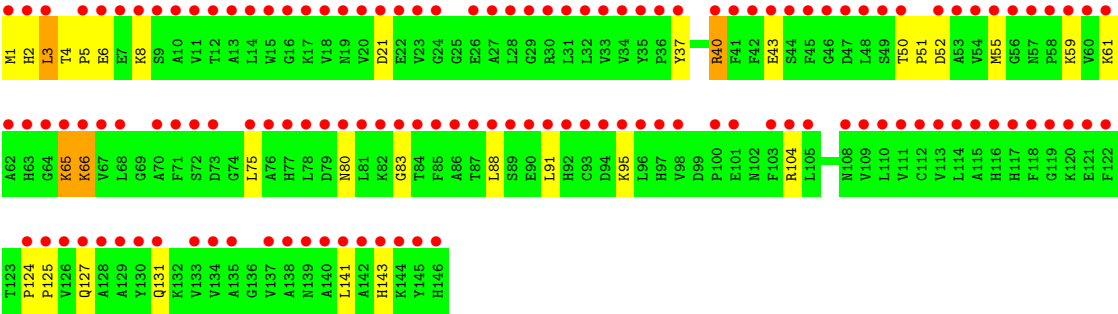 M1 H2 L3 T4 P5 E6 E7 K8 S9 A10 V11 T12 A13 L14 W15 G16 K17 V18 N19 V20 D21 E22 V23 G24 G25 E26 A27 L28 G29 R30 L31 L32 V33 V34 Y35 P36 Y37 R40 F41 F42 E43 S44 F45 G46 D47 L48 S49 T50 P51 D52 A53 V54 M55 G56 N57 P58 K59 V60 K61
A62 H63 G64 K65 K66 V67 L68 G69 A70 F71 S72 D73 G74 L75 A76 H77 L78 D79 N80 L81 K82 G83 T84 F85 A86 T87 L88 S89 E90 L91 H92 C93 D94 K95 L96 H97 V98 D99 P100 E101 N102 F103 R104 L105 N108 V109 L110 V111 C112 V113 L114 A115 H116 H117 F118 G119 K120 E121 F122
T123 P124 P125 V126 Q127 A128 A129 Y130 Q131 K132 V133 V134 A135 G136 V137 A138 N139 A140 L141 A142 H143 K144 Y145 H146